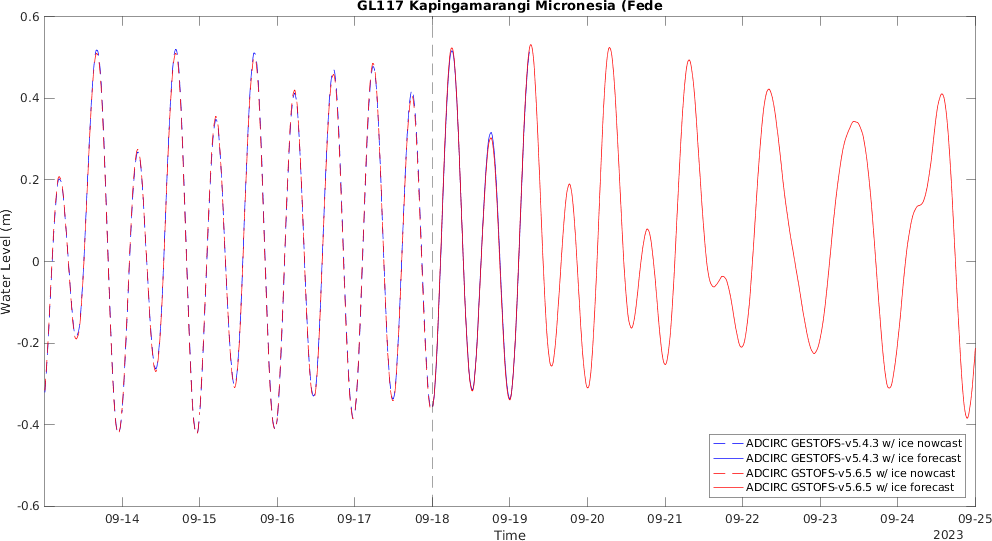 GL117 Kapingamarangi Micronesia (Fede
0.6
0.4
0.2
0
-0.2
-0.4
-0.6
Water Level (m)
ADCIRC GESTOFS-v5.4.3 w/ ice nowcast
ADCIRC GESTOFS-v5.4.3 w/ ice forecast
ADCIRC GSTOFS-v5.6.5 w/ ice nowcast
ADCIRC GSTOFS-v5.6.5 w/ ice forecast
09-14 09-15 09-16 09-17 09-18 09-19 09-20 09-21 09-22 09-23 09-24 09-25
Time
2023